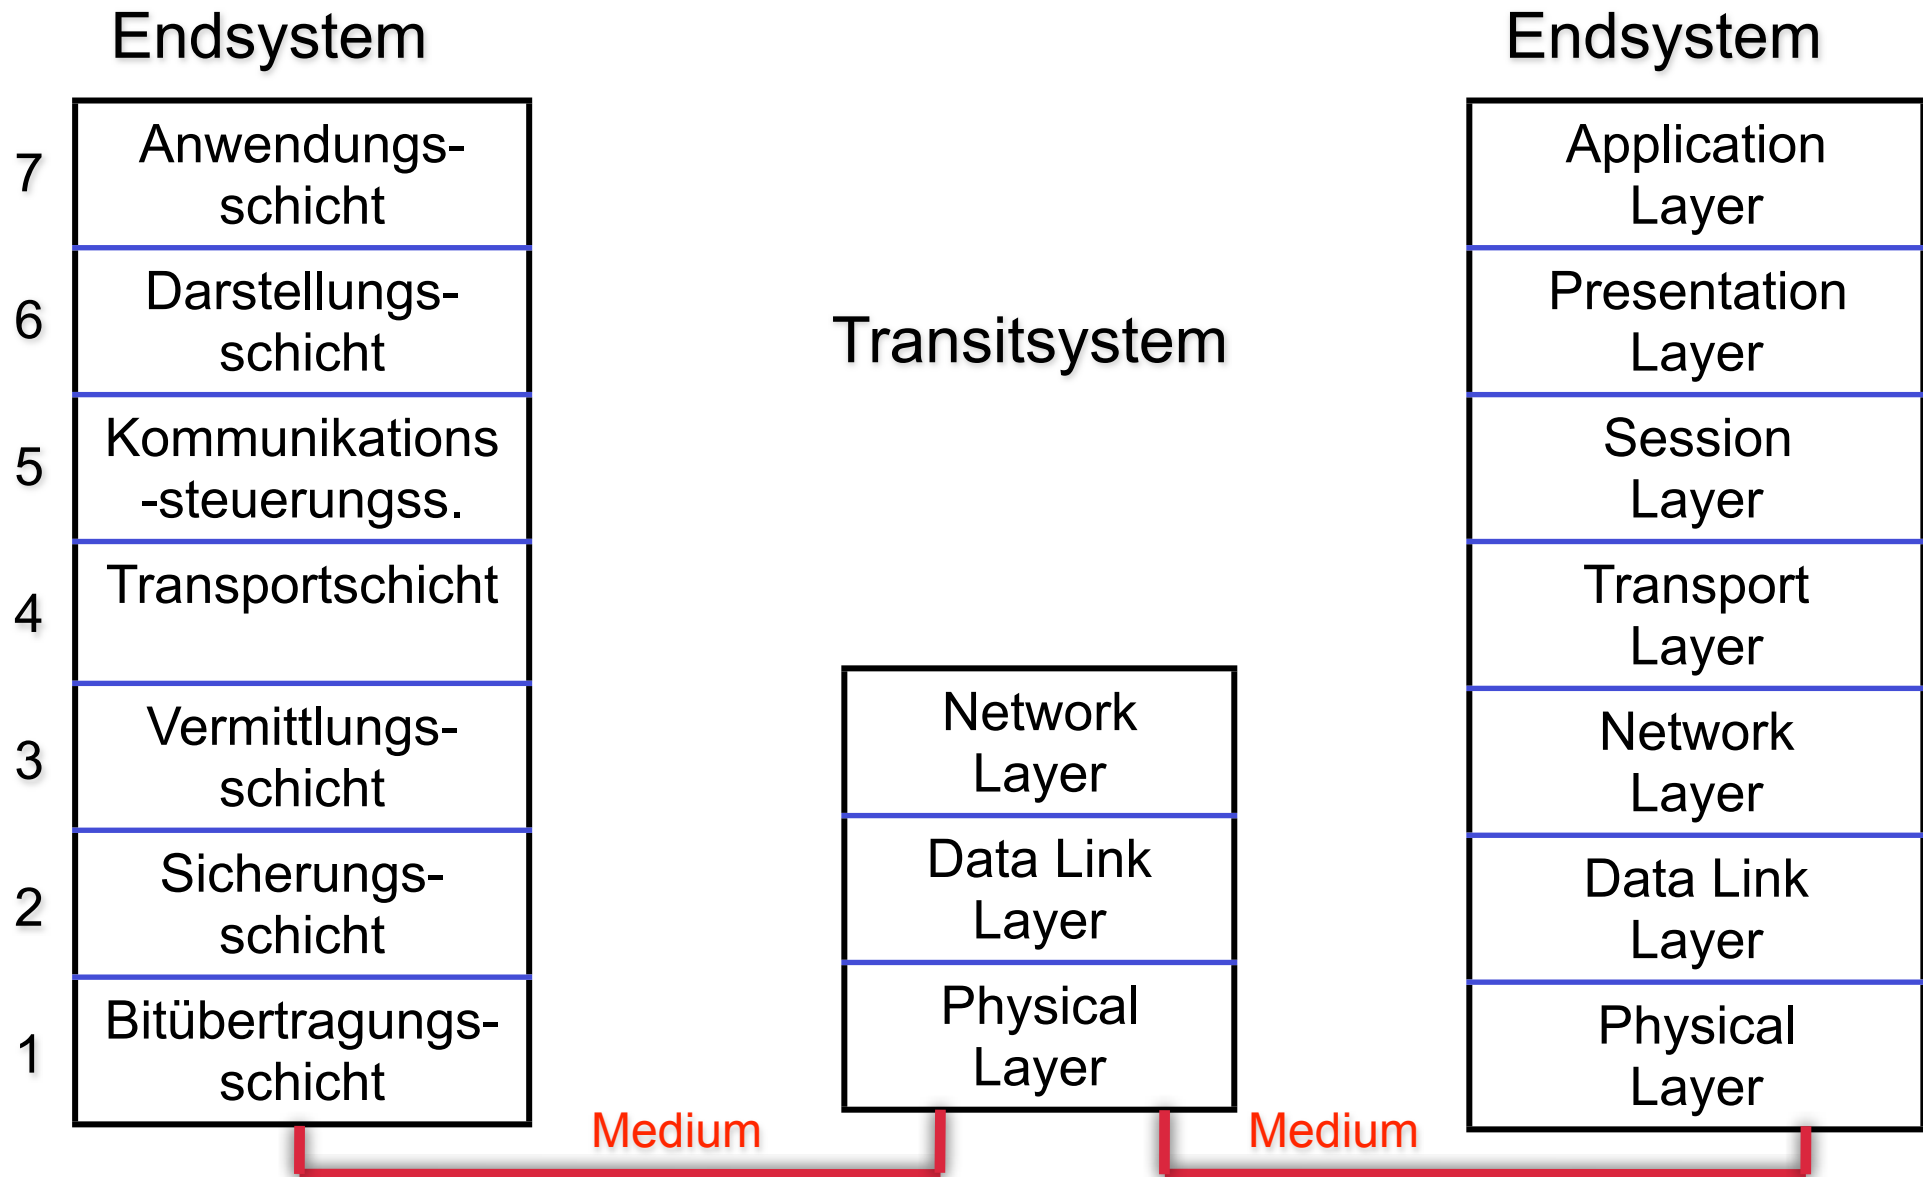 Endsystem
Endsystem
7
Anwendungs-
schicht
6
Darstellungs-
schicht
5
Kommunikations
-steuerungss.
4
Transportschicht
3
Vermittlungs-
schicht
2
Sicherungs-
schicht
1
Bitübertragungs-
schicht
Transitsystem
Network
Layer
Data Link
Layer
Physical
Layer
Application
Layer
Presentation
Layer
Session
Layer
Transport
Layer
Network
Layer
Data Link
Layer
Physical
Layer
Medium
Medium